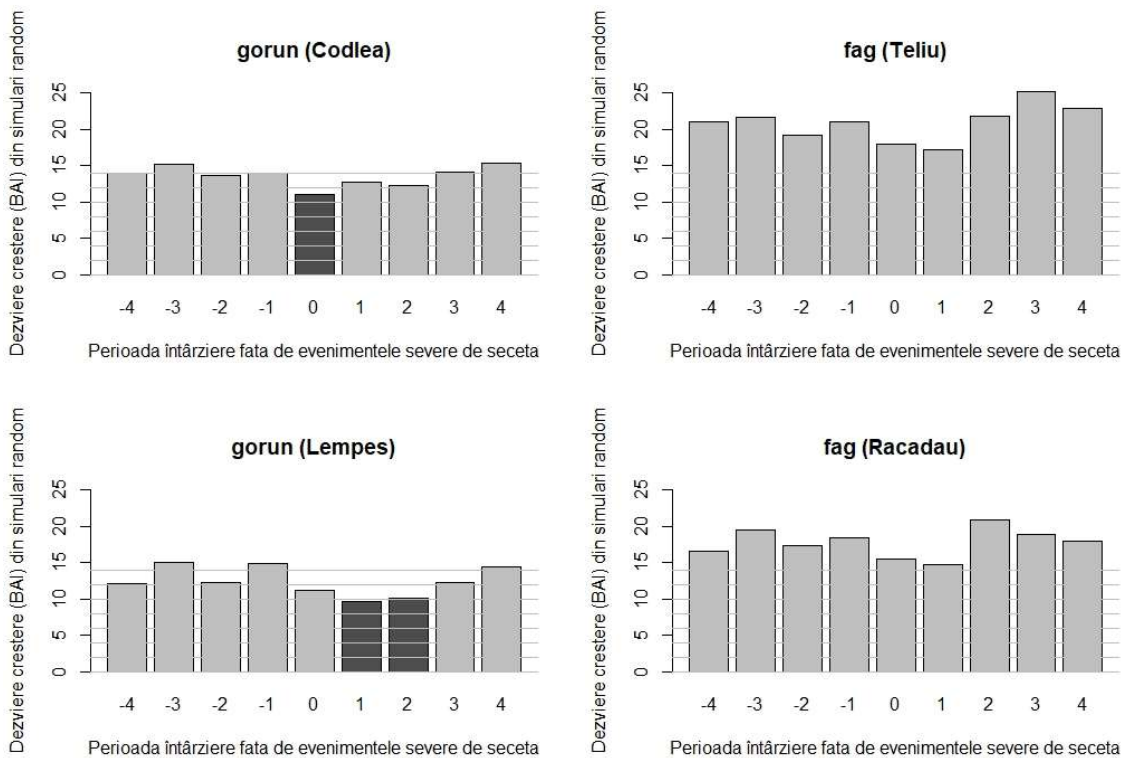 gorun (Codlea)
Dezviere crestere (BAI) din simulari random
25
20
15
10
5
0
-4 -3 -2 -1 0 1 2 3 4
Perioada întârziere fata de evenimentele severe de seceta
fag (Teliu)
Dezviere crestere (BAI) din simulari random
25
20
15
10
5
0
-4 -3 -2 -1 0 1 2 3 4
Perioada întârziere fata de evenimentele severe de seceta
gorun (Lempes)
Dezviere crestere (BAI) din simulari random
25
20
15
10
5
0
-4 -3 -2 -1 0 1 2 3 4
Perioada întârziere fata de evenimentele severe de seceta
fag (Racadau)
Dezviere crestere (BAI) din simulari random
25
20
15
10
5
0
-4 -3 -2 -1 0 1 2 3 4
Perioada întârziere fata de evenimentele severe de seceta